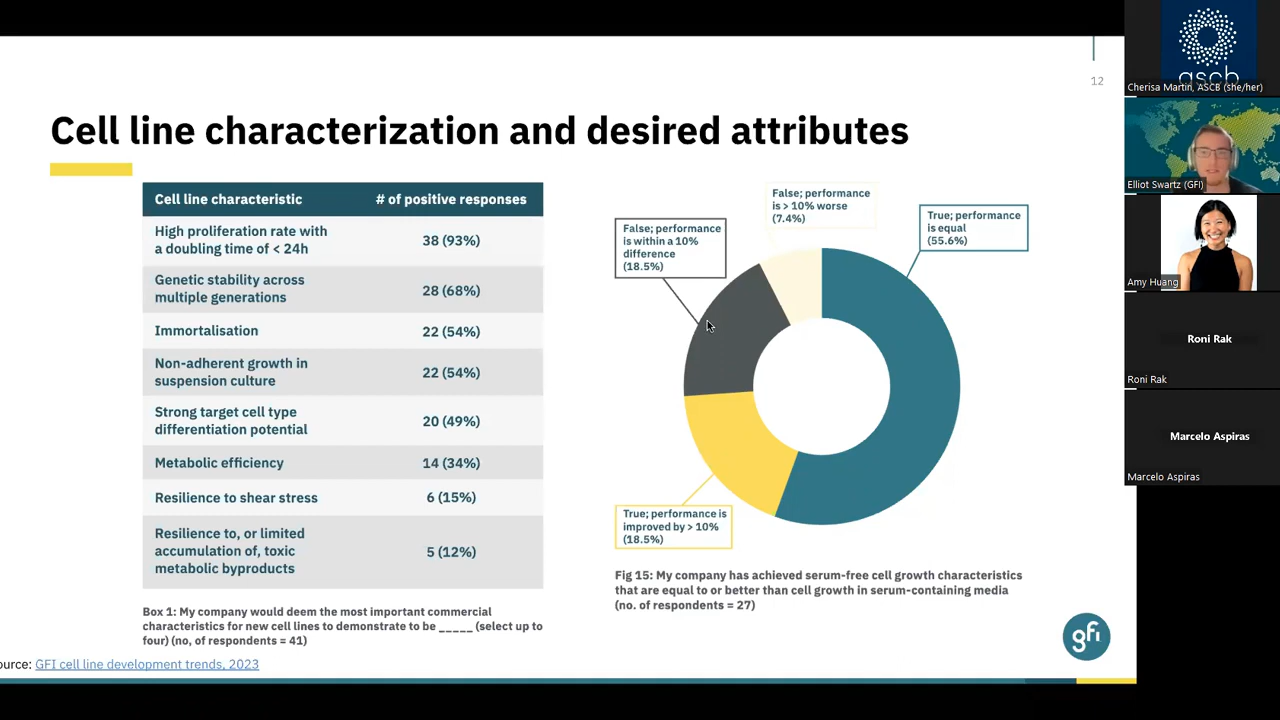 12
Cell line characterization and desired attributes
Cell line characteristic # of positive responses
High proliferation rate with
a doubling time of < 24h
38 (93%)
Genetic stability across
multiple generations
28 (68%)
Immortalisation 22 (54%)
Non-adherent growth in
suspension culture
22 (54%)
Strong target cell type
differentiation potential
20 (49%)
Metabolic efficiency 14 (34%)
Resilience to shear stress 6 (15%)
Resilience to, or limited
accumulation of, toxic
metabolic byproducts
5 (12%)
Box 1: My company would deem the most important commercial
characteristics for new cell lines to demonstrate to be _____ (select up to
four) (no, of respondents = 41)
ource: GFI cell line development trends, 2023
False; performance
is > 10% worse
(7.4%)
True; performance
is equal
(55.6%)
False; performance
is within a 10%
difference
(18.5%)
True; performance is
improved by > 10%
(18.5%)
Fig 15: My company has achieved serum-free cell growth characteristics
that are equal to or better than cell growth in serum-containing media
(no. of respondents = 27)
gfi
ascb
Cherisa Martin, ASCB (she/her)
Elliot Swartz (GFI)
Amy Huang
Roni Rak
Roni Rak
Marcelo Aspiras
Marcelo Aspiras